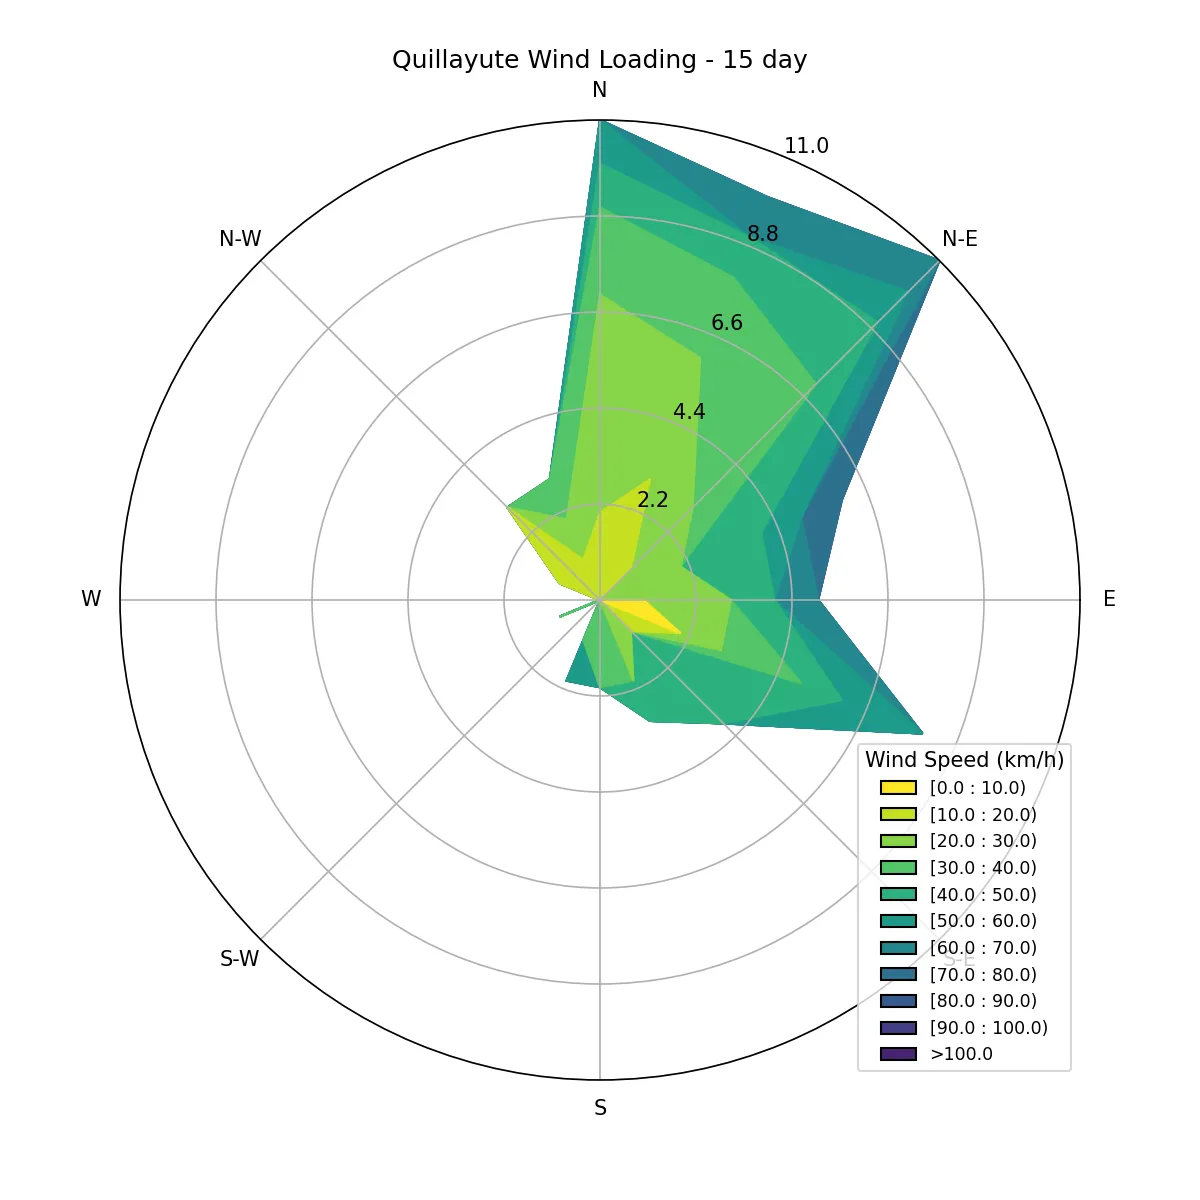 Quillayute Wind Loading - 15 day
N
11.0
N-W
8.8
N-E
6.6
4.4
2.2
W
E
S-W
S-E
S
Wind Speed (km/h)
[0.0 : 10.0)
[10.0 : 20.0)
[20.0 : 30.0)
[30.0 : 40.0)
[40.0 : 50.0)
[50.0 : 60.0)
[60.0 : 70.0)
[70.0 : 80.0)
[80.0 : 90.0)
[90.0 : 100.0)
>100.0